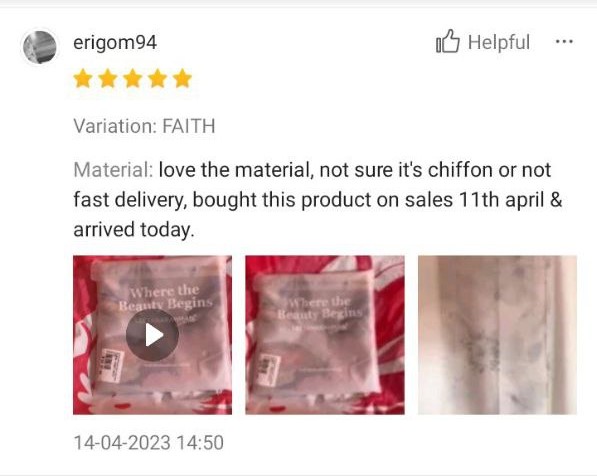 erigom94
Helpful
Variation: FAITH
Material: love the material, not sure it's chiffon or not
fast delivery, bought this product on sales 11th april &
arrived today.
Where the
Beauty Begins
Where the
Beauty Begins
14-04-2023 14:50